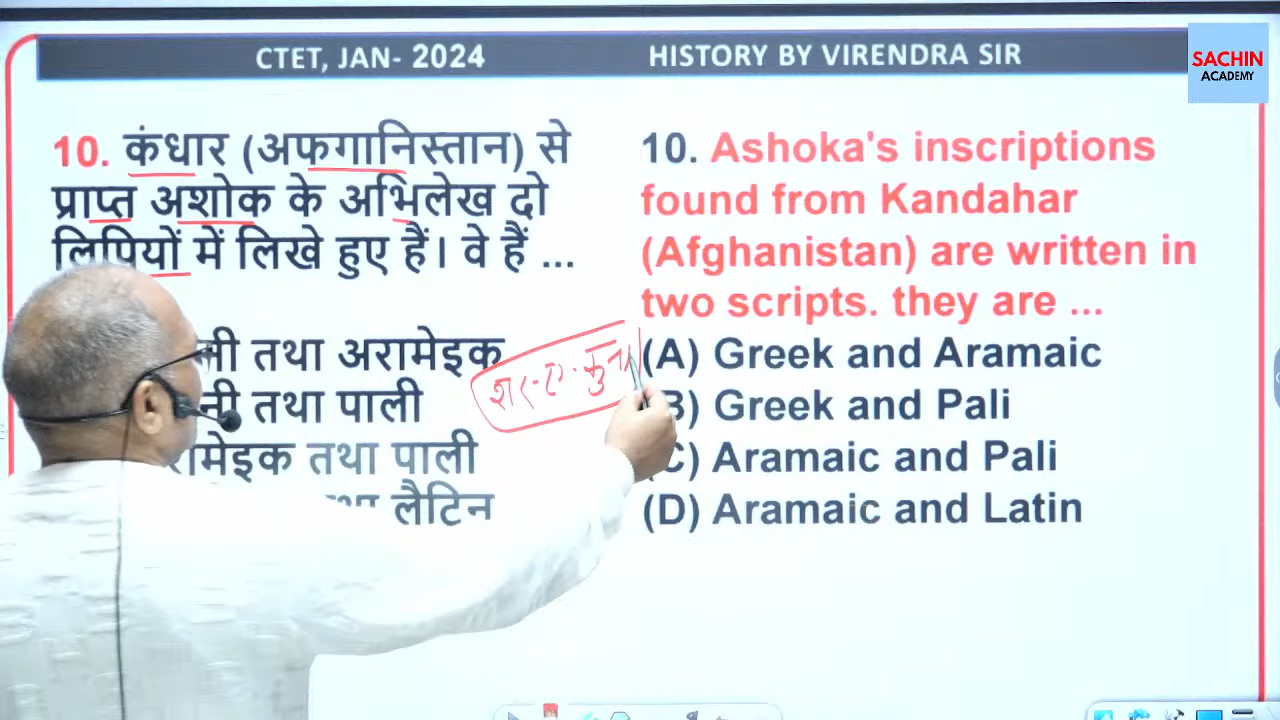 CTET, JAN- 2024
HISTORY BY VIRENDRA SIR
SACHIN
ACADEMY
10. कंधार (अफगानिस्तान) से
प्राप्त अशोक के अभिलेख दो
लिपियों में लिखे हुए हैं। वे हैं ...
तथा अरामेइक
तथा पाली
तथा पाली
लैटिन
10. Ashoka's inscriptions
found from Kandahar
(Afghanistan) are written in
two scripts. they are ...
(A) Greek and Aramaic
B) Greek and Pali
C) Aramaic and Pali
(D) Aramaic and Latin